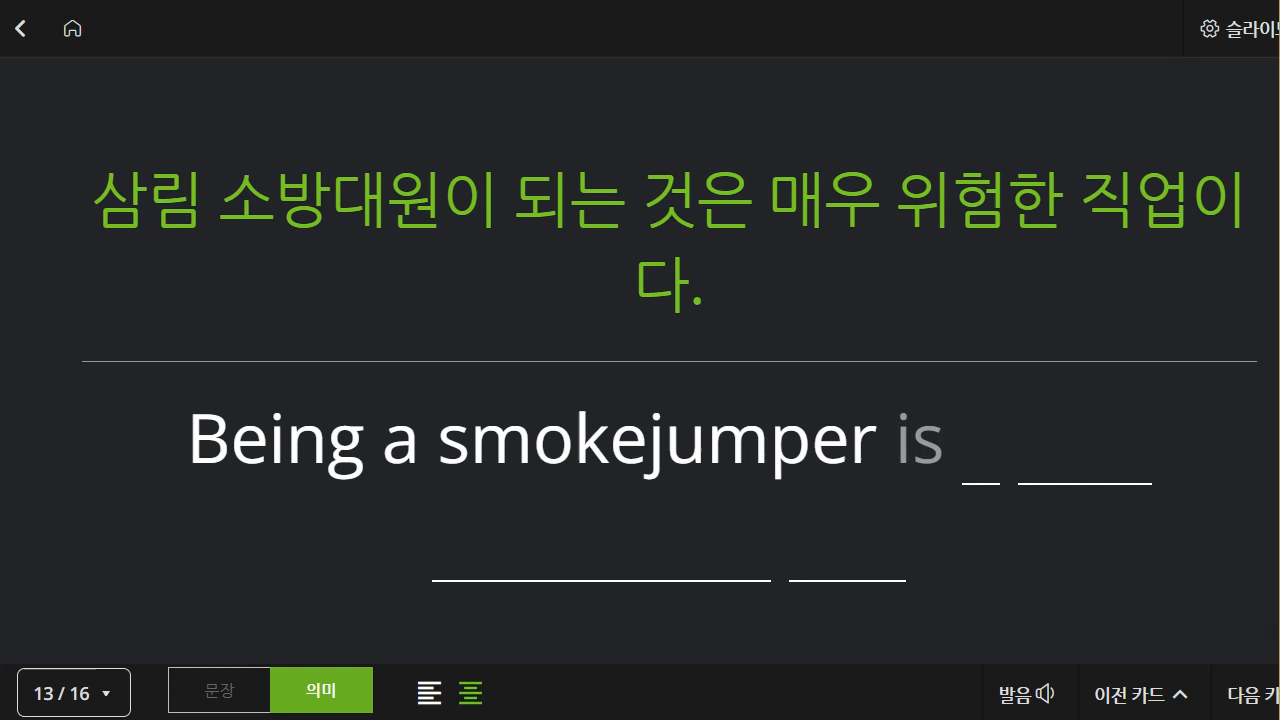 슬라이드
삼림 소방대원이 되는 것은 매우 위험한 직업이
다.
Being a smokejumper is
13 / 16
문장
의미
발음
이전 카드
다음